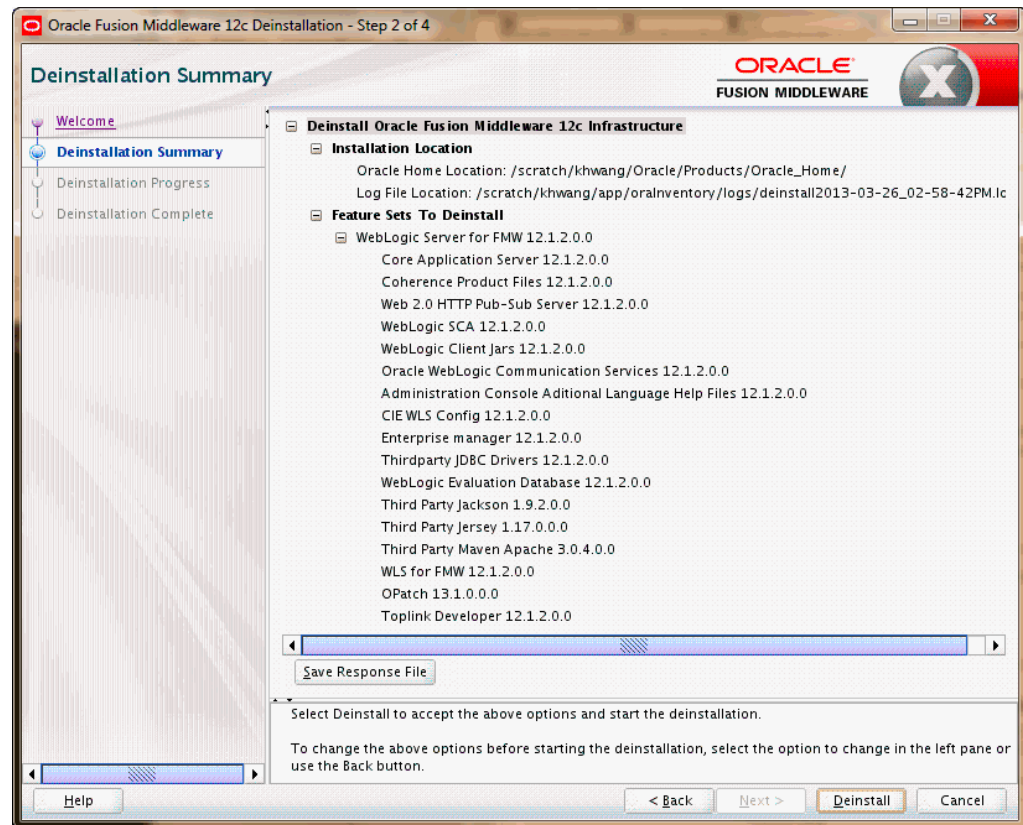 Oracle Fusion Middleware 12c Deinstallation - Step 2 of 4
Deinstallation Summary
ORACLE
FUSION MIDDLEWARE
Welcome
Deinstallation Summary
Deinstallation Progress
Deinstallation Complete
Deinstall Oracle Fusion Middleware 12c Infrastructure
Installation Location
Oracle Home Location: /scratch/khwang/Oracle/Products/Oracle_Home/
Log File Location: /scratch/khwang/app/oraInventory/logs/deinstall2013-03-26_02-58-42PM.lo
Feature Sets To Deinstall
WebLogic Server for FMW 12.1.2.0.0
Core Application Server 12.1.2.0.0
Coherence Product Files 12.1.2.0.0
Web 2.0 HTTP Pub-Sub Server 12.1.2.0.0
WebLogic SCA 12.1.2.0.0
WebLogic Client Jars 12.1.2.0.0
Oracle WebLogic Communication Services 12.1.2.0.0
Administration Console Aditional Language Help Files 12.1.2.0.0
CIE WLS Config 12.1.2.0.0
Enterprise manager 12.1.2.0.0
Thirdparty JDBC Drivers 12.1.2.0.0
WebLogic Evaluation Database 12.1.2.0.0
Third Party Jackson 1.9.2.0.0
Third Party Jersey 1.17.0.0.0
Third Party Maven Apache 3.0.4.0.0
WLS for FMW 12.1.2.0.0
OPatch 13.1.0.0.0
Toplink Developer 12.1.2.0.0
Save Response File
Select Deinstall to accept the above options and start the deinstallation.
To change the above options before starting the deinstallation, select the option to change in the left pane or
use the Back button.
Help
< Back
Next >
Deinstall
Cancel